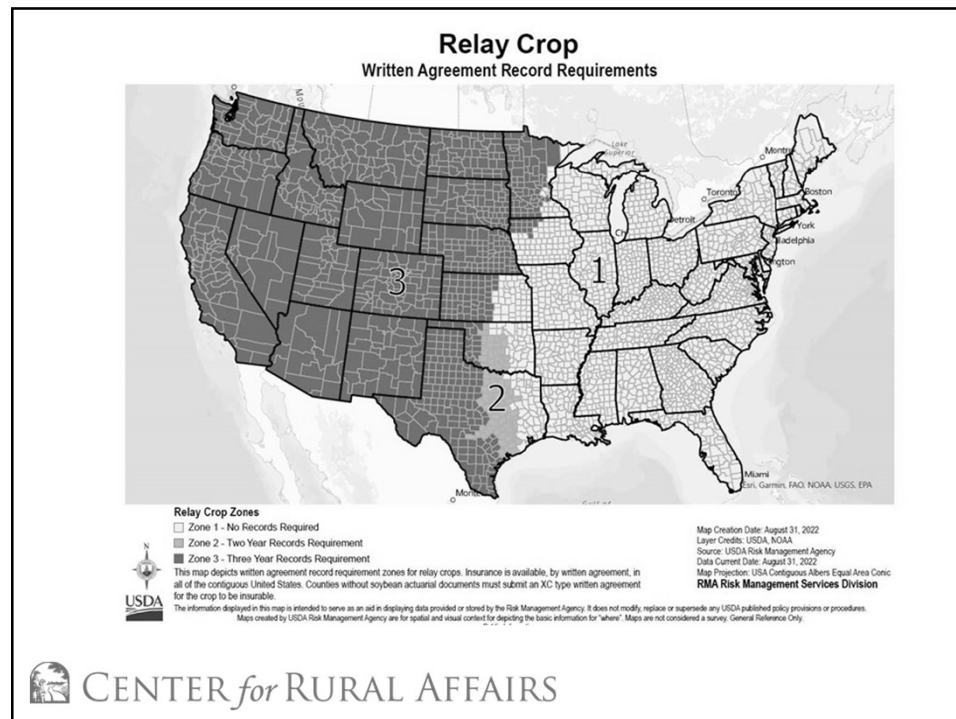 Relay Crop
Written Agreement Record Requirements
Lake
Superior
Montre
Toronto
Boston
Detroit
Ch
York
iladelphia
ington
3
1
2
Miami
Esri, Garmin, FAO, NOAA, USGS, EPA
Mont
Gulf of
Relay Crop Zones
Zone 1 - No Records Required
Zone 2 - Two Year Records Requirement
Zone 3 - Three Year Records Requirement
Map Creation Date: August 31, 2022
Layer Credits: USDA, NOAA
Source: USDA Risk Management Agency
Data Current Date: August 31, 2022
Map Projection: USA Contiguous Albers Equal Area Conic
RMA Risk Management Services Division
N
This map depicts written agreement record requirement zones for relay crops. Insurance is available, by written agreement, in
all of the contiguous United States. Counties without soybean actuarial documents must submit an XC type written agreement
for the crop to be insurable.
USDA
The information displayed in this map is intended to serve as an aid in displaying data provided or stored by the Risk Management Agency. It does not modify, replace or supersede any USDA published policy provisions or procedures.
Maps created by USDA Risk Management Agency are for spatial and visual context for depicting the basic information for "where". Maps are not considered a survey. General Reference Only.
CENTER for RURAL AFFAIRS